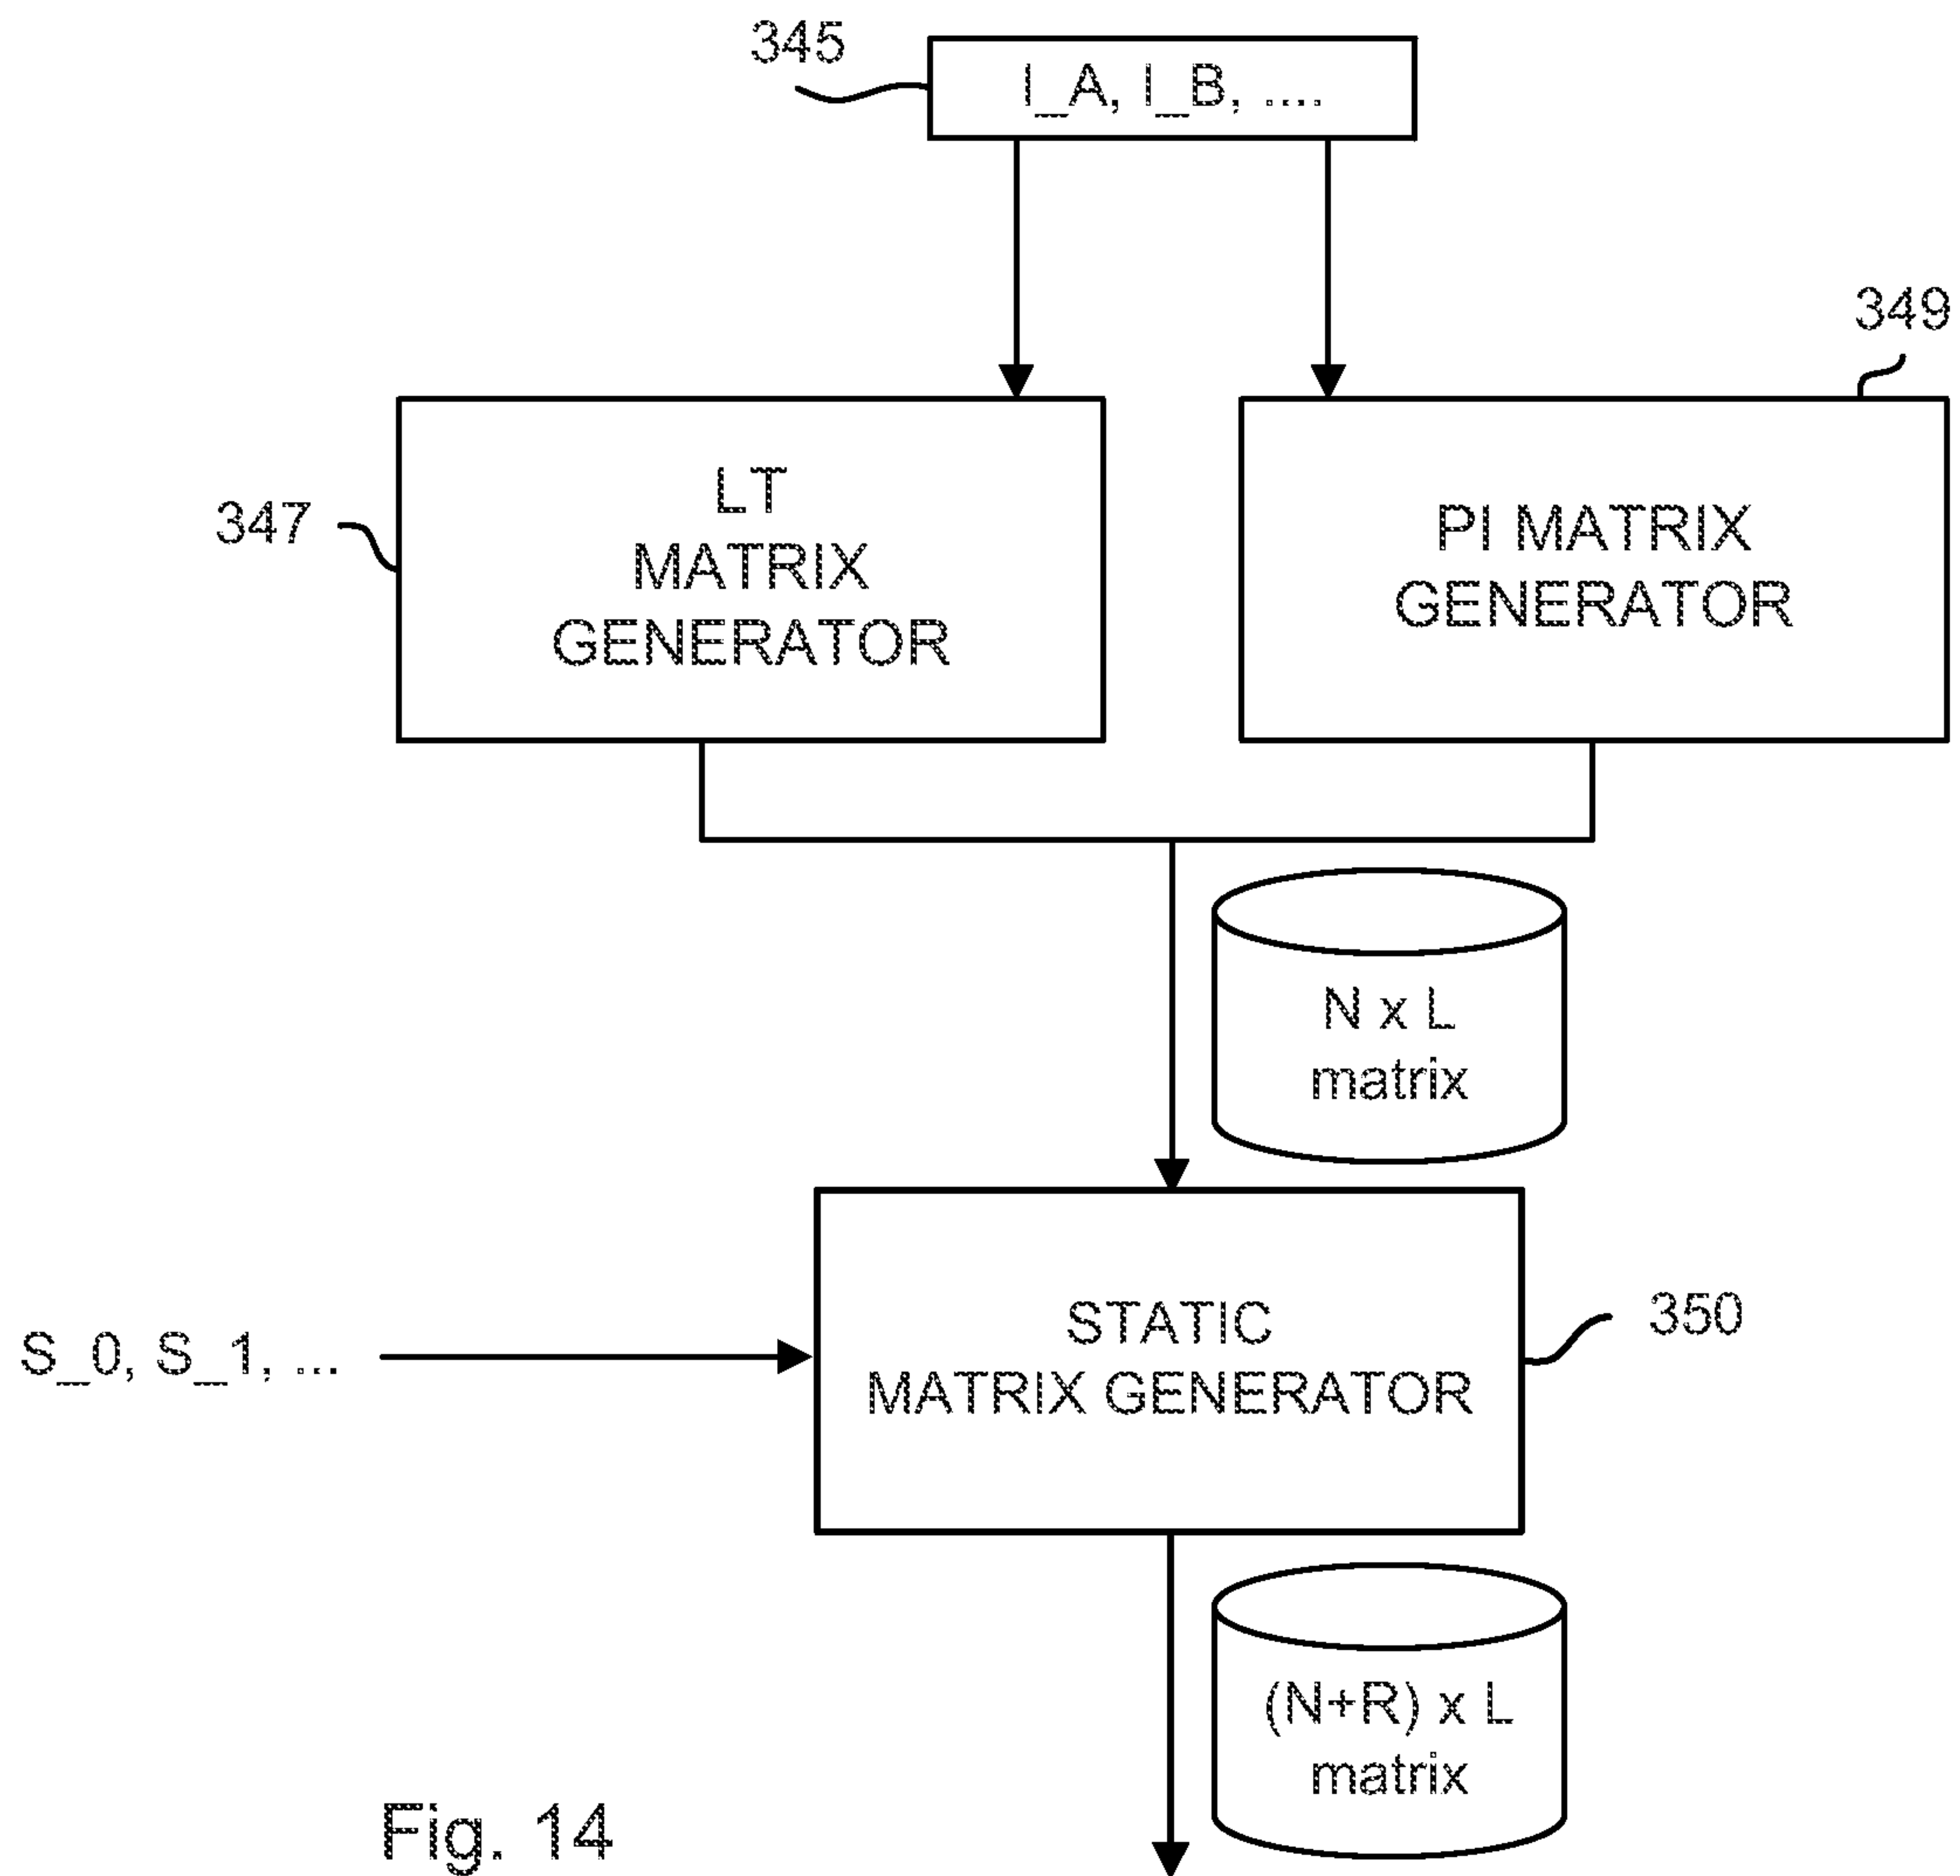 345
I_A, I_B, ....
349
347
LT
MATRIX
GENERATOR
PI MATRIX
GENERATOR
N x L
matrix
S_0, S_1, ...
STATIC
MATRIX GENERATOR
350
(N+R) x L
matrix
Fig. 14